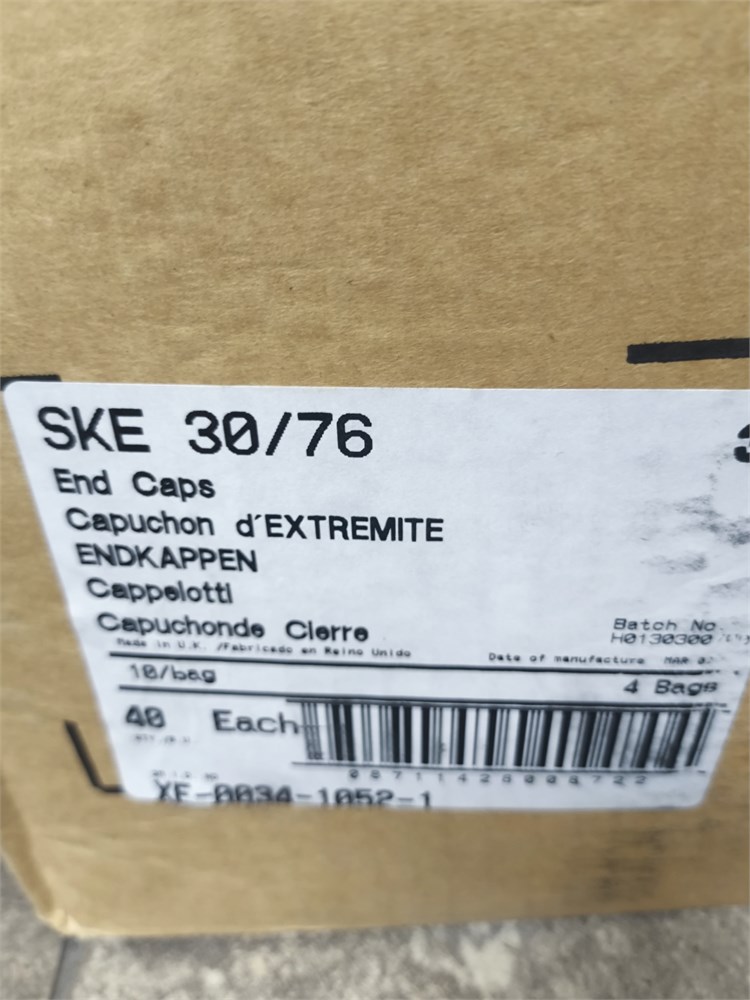 SKE 30/76
End Caps
Capuchon d'EXTREMITE
ENDKAPPEN
Cappelotti
Capuchonde Cierre
Made in U.K. /Fabricado en Reino Unido
Batch No.
H0130300
Date of manufacture MAR
10/bag
4 Bags
40 Each
XE-0034-1052-1